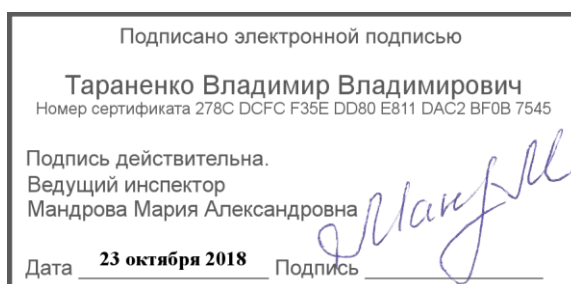 Подписано электронной подписью
Тараненко Владимир Владимирович
Номер сертификата 278C DCFC F35E DD80 E811 DAC2 BF0B 7545
Подпись действительна.
Ведущий инспектор
Мандрова Мария Александровна
Дата 23 октября 2018 Подпись